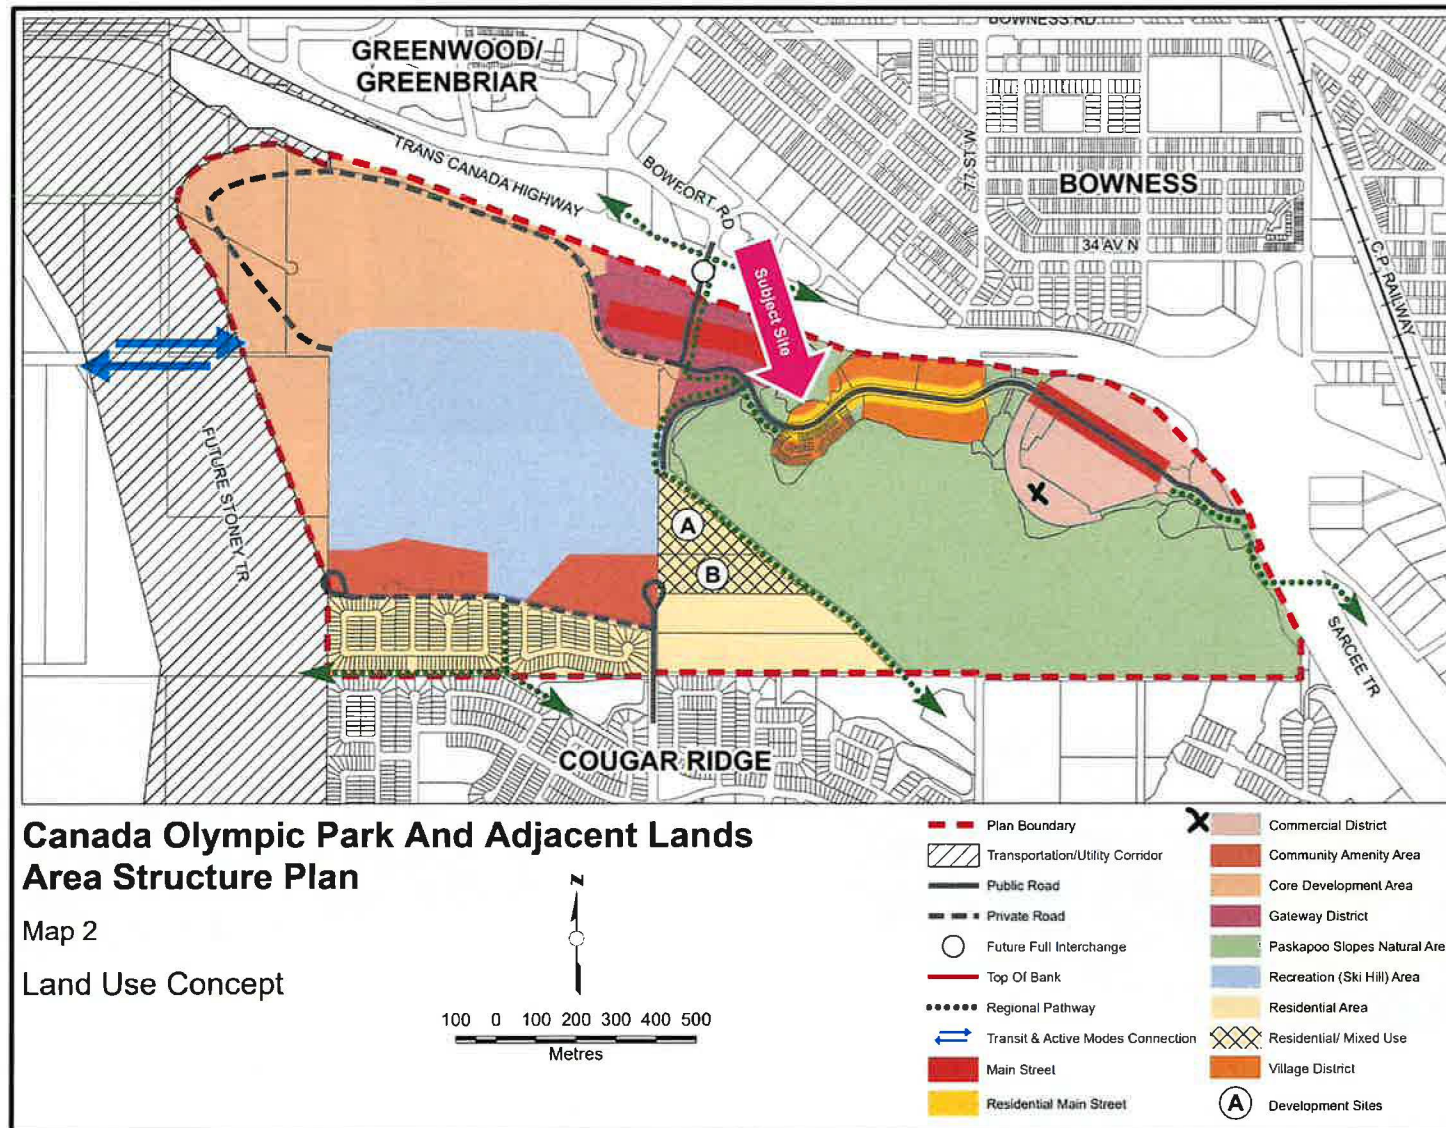 BOWNESS RD
GREENWOOD/
GREENBRIAR
TRANS CANADA HIGHWAY
BOWFORT RD
77 ST W
BOWNESS
34 AV N
C.P. RAILWAY
Subject Site
FUTURE STONEY TR
A
B
SARCEE TR
COUGAR RIDGE
Canada Olympic Park And Adjacent Lands
Area Structure Plan
Map 2
Land Use Concept
N
100 0 100 200 300 400 500
Metres
Plan Boundary
Transportation/Utility Corridor
Public Road
Private Road
Future Full Interchange
Top Of Bank
Regional Pathway
Transit & Active Modes Connection
Main Street
Residential Main Street
Commercial District
Community Amenity Area
Core Development Area
Gateway District
Paskapoo Slopes Natural Are
Recreation (Ski Hill) Area
Residential Area
Residential/ Mixed Use
Village District
A Development Sites